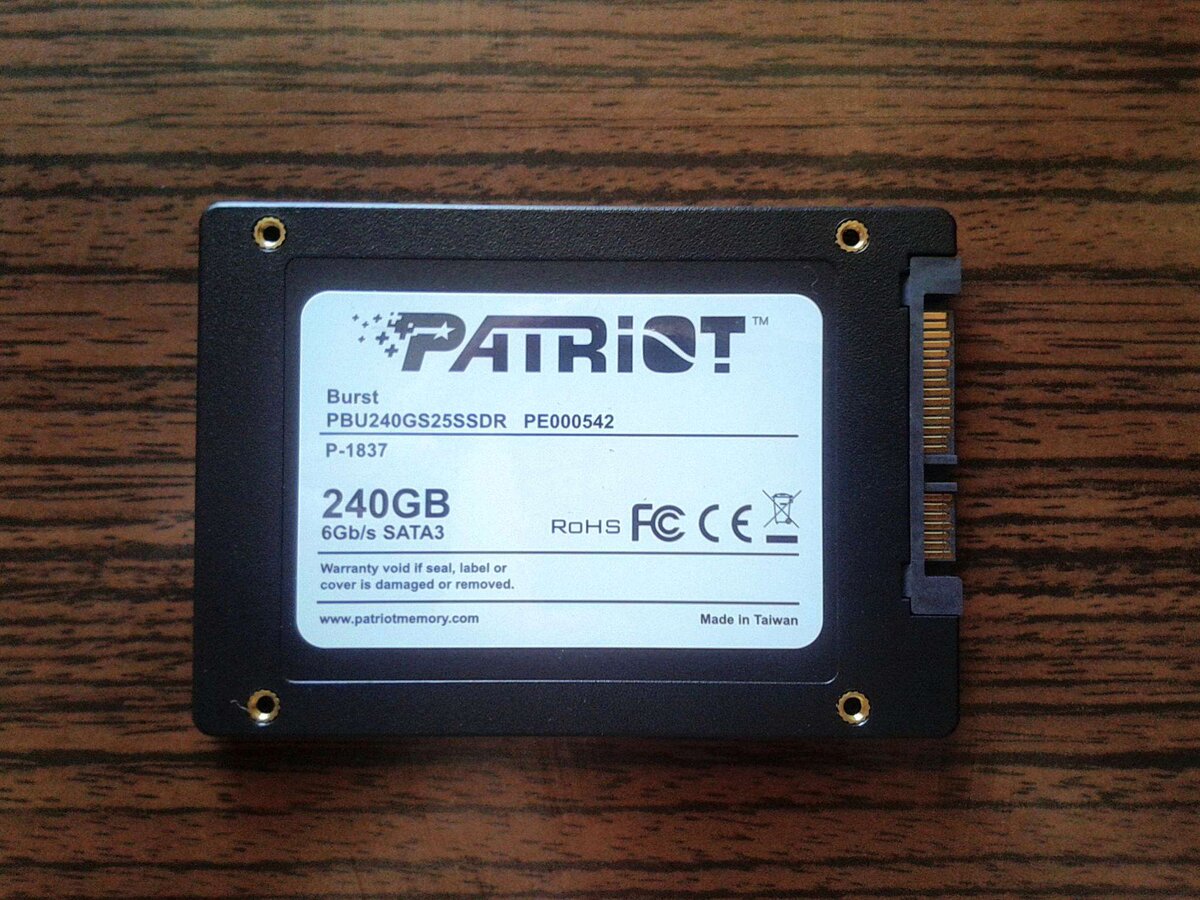 PATRiOT™
Burst
PBU240GS25SSDR PE000542
P-1837
240GB
6Gb/s SATA3
RoHS FC CE
Warranty void if seal, label or
cover is damaged or removed.
www.patriotmemory.com
Made in Taiwan